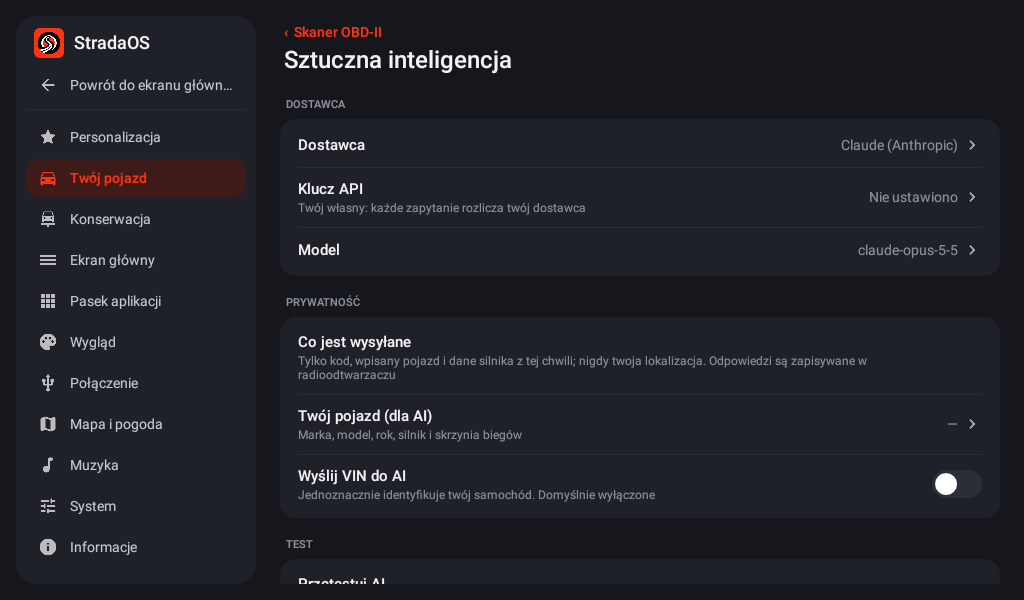 StradaOS
Powrót do ekranu główn...
Personalizacja
Twój pojazd
Konserwacja
Ekran główny
Pasek aplikacji
Wygląd
Połączenie
Mapa i pogoda
Muzyka
System
Informacje
‹ Skaner OBD-II
Sztuczna inteligencja
DOSTAWCA
Dostawca
Claude (Anthropic)
Klucz API
Twój własny: każde zapytanie rozlicza twój dostawca
Nie ustawiono
Model
claude-opus-5-5
PRYWATNOŚĆ
Co jest wysyłane
Tylko kod, wpisany pojazd i dane silnika z tej chwili; nigdy twoja lokalizacja. Odpowiedzi są zapisywane w
radioodtwarzaczu
Twój pojazd (dla AI)
Marka, model, rok, silnik i skrzynia biegów
—
Wyślij VIN do AI
Jednoznacznie identyfikuje twój samochód. Domyślnie wyłączone
TEST
Przetestuj AI